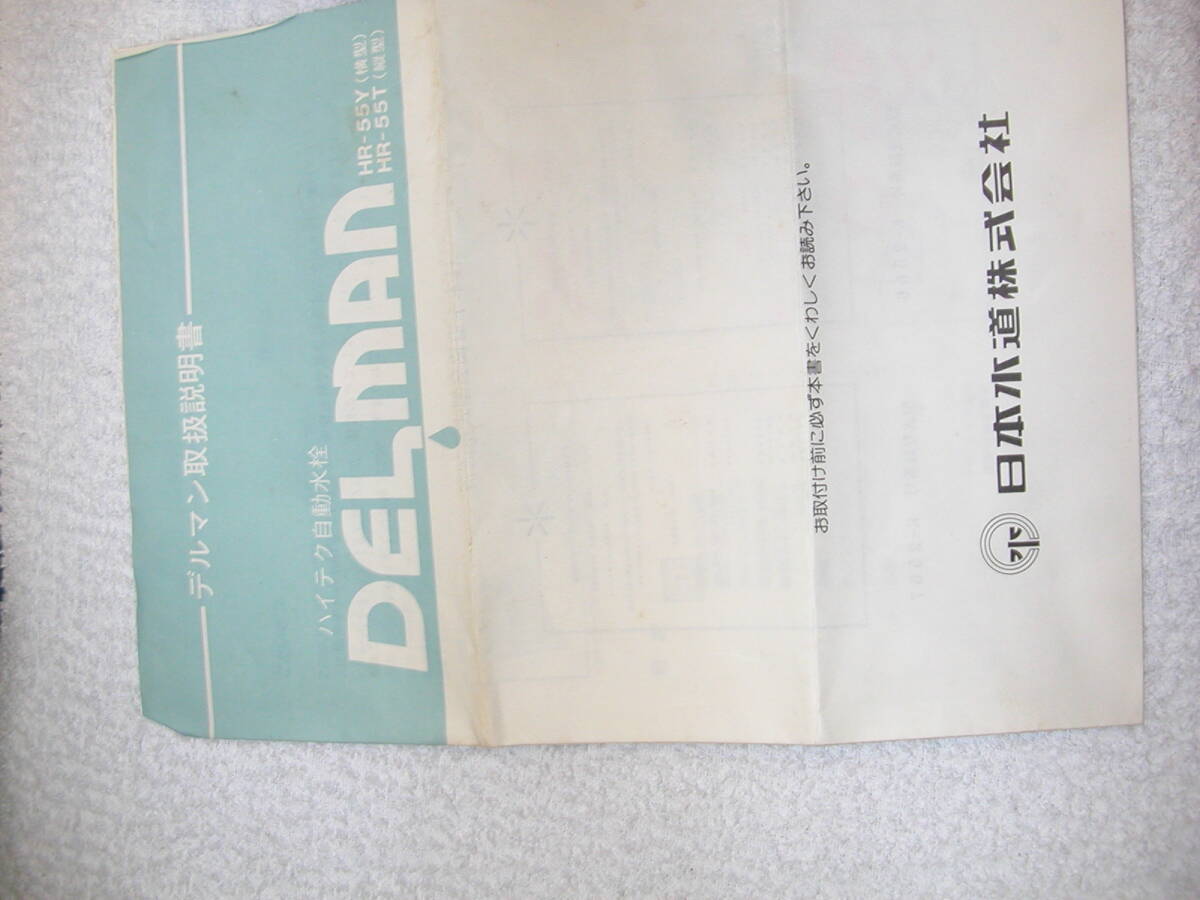 デルマン取扱説明書
ハイテク自動水栓
DELMAN
HR-55Y(横型)
HR-55T(縦型)
お取付け前に必ず本書をくわしくお読み下さい。
水
日本水道株式会社